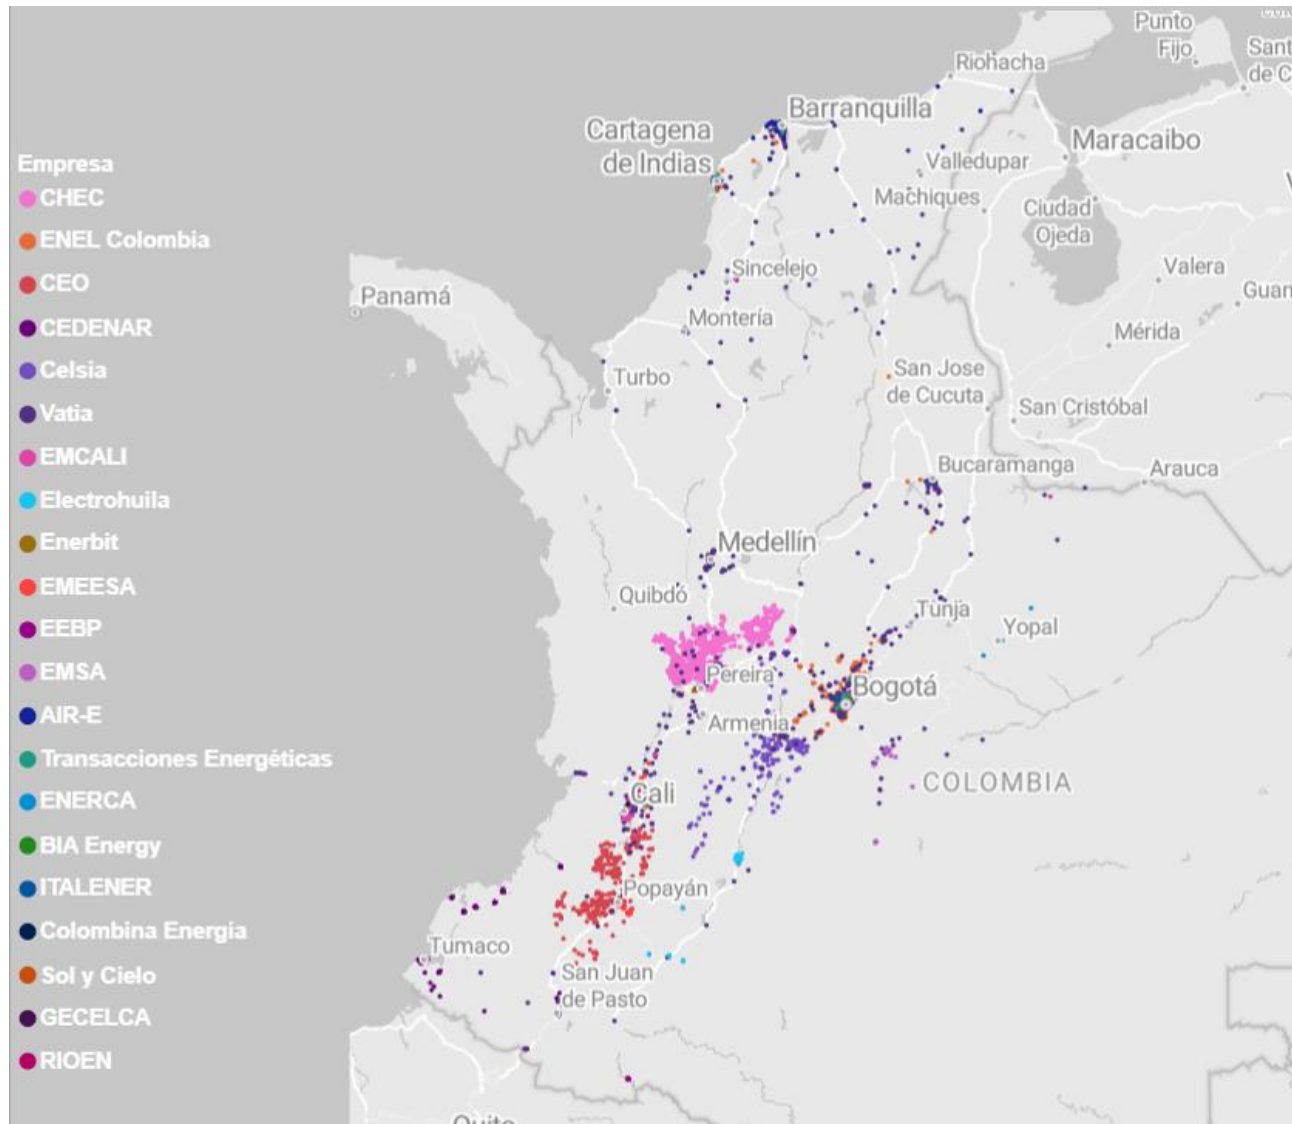 Empresa
CHEC
ENEL Colombia
CEO
CEDENAR
Celsia
Vatia
EMCALI
Electrohuila
Enerbit
EMEESA
EEBP
EMSA
AIR-E
Transacciones Energéticas
ENERCA
BIA Energy
ITALENER
Colombina Energia
Sol y Cielo
GECELCA
RIOEN
Punto
Fijo
Riohacha
Sant
de C
Barranquilla
Cartagena
de Indias
Maracaibo
Valledupar
Machiques
Ciudad
Ojeda
Sincelejo
Valera
Guan
Panamá
Montería
Mérida
Turbo
San Jose
de Cucuta
San Cristóbal
Bucaramanga
Arauca
Medellín
Quibdó
Tunja
Yopal
Pereira
Bogotá
Armenia
COLOMBIA
Cali
Popayán
Tumaco
San Juan
de Pasto